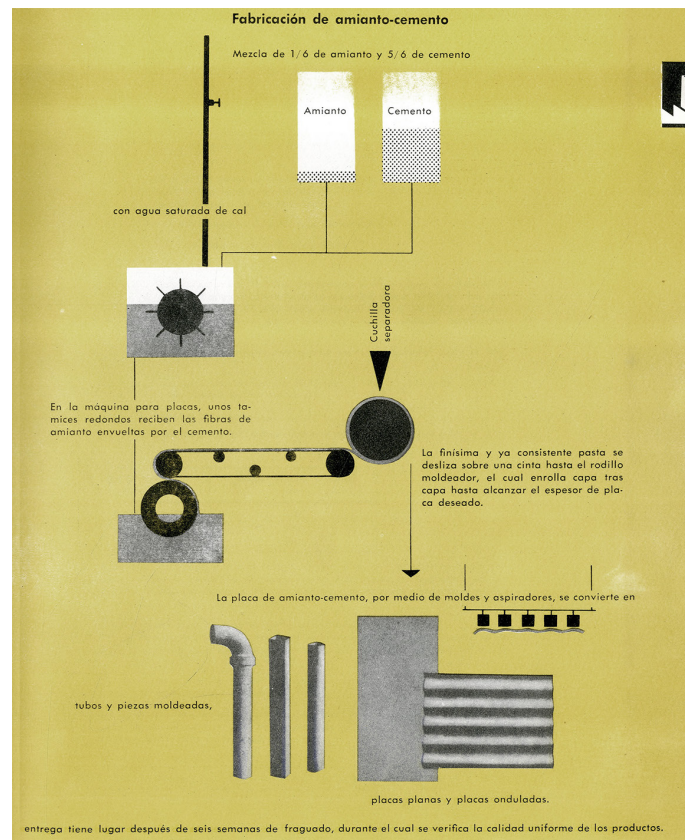 Fabricación de amianto-cemento
Mezcla de 1/6 de amianto y 5/6 de cemento
Amianto
Cemento
con agua saturada de cal
Cuchilla
separadora
En la máquina para placas, unos ta-
mices redondos reciben las fibras de
amianto envueltas por el cemento.
La finísima y ya consistente pasta se
desliza sobre una cinta hasta el rodillo
moldeador, el cual enrolla capa tras
capa hasta alcanzar el espesor de pla-
ca deseado.
La placa de amianto-cemento, por medio de moldes y aspiradores, se convierte en
tubos y piezas moldeadas,
placas planas y placas onduladas.
entrega tiene lugar después de seis semanas de fraguado, durante el cual se verifica la calidad uniforme de los productos.